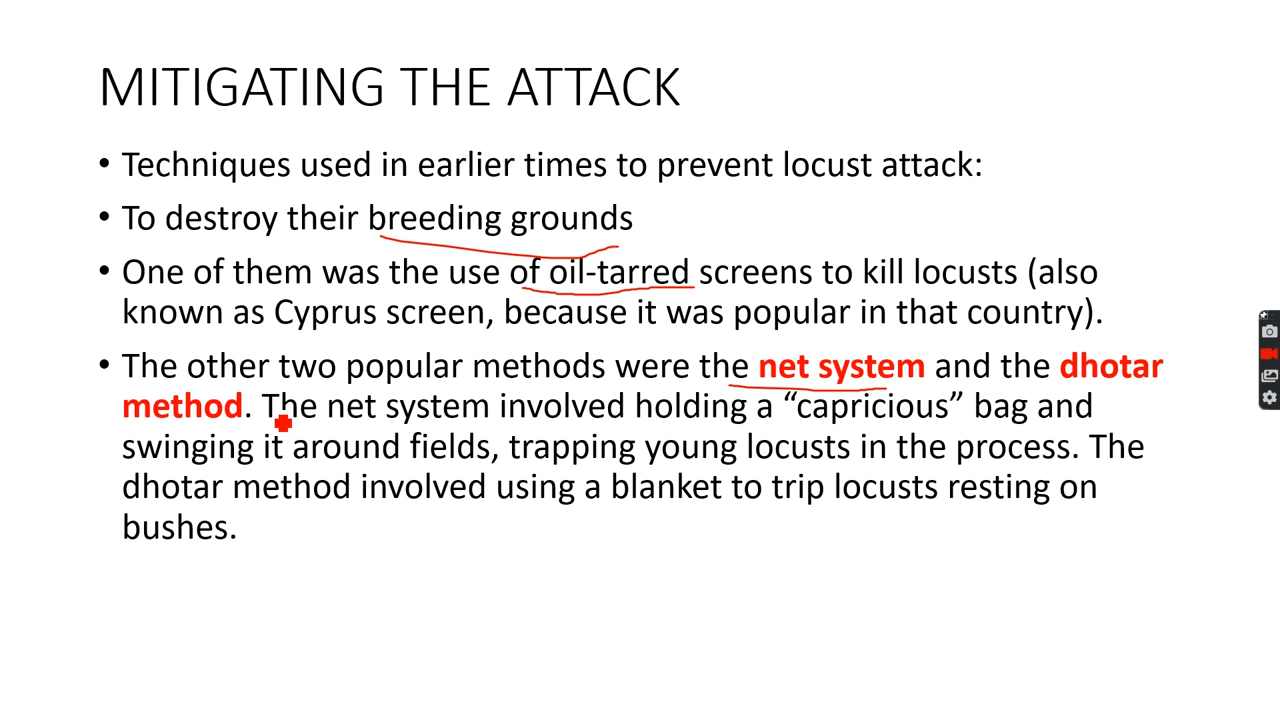 MITIGATING THE ATTACK
• Techniques used in earlier times to prevent locust attack:
• To destroy their breeding grounds
• One of them was the use of oil-tarred screens to kill locusts (also
known as Cyprus screen, because it was popular in that country).
• The other two popular methods were the net system and the dhotar
method. The net system involved holding a “capricious” bag and
swinging it around fields, trapping young locusts in the process. The
dhotar method involved using a blanket to trip locusts resting on
bushes.